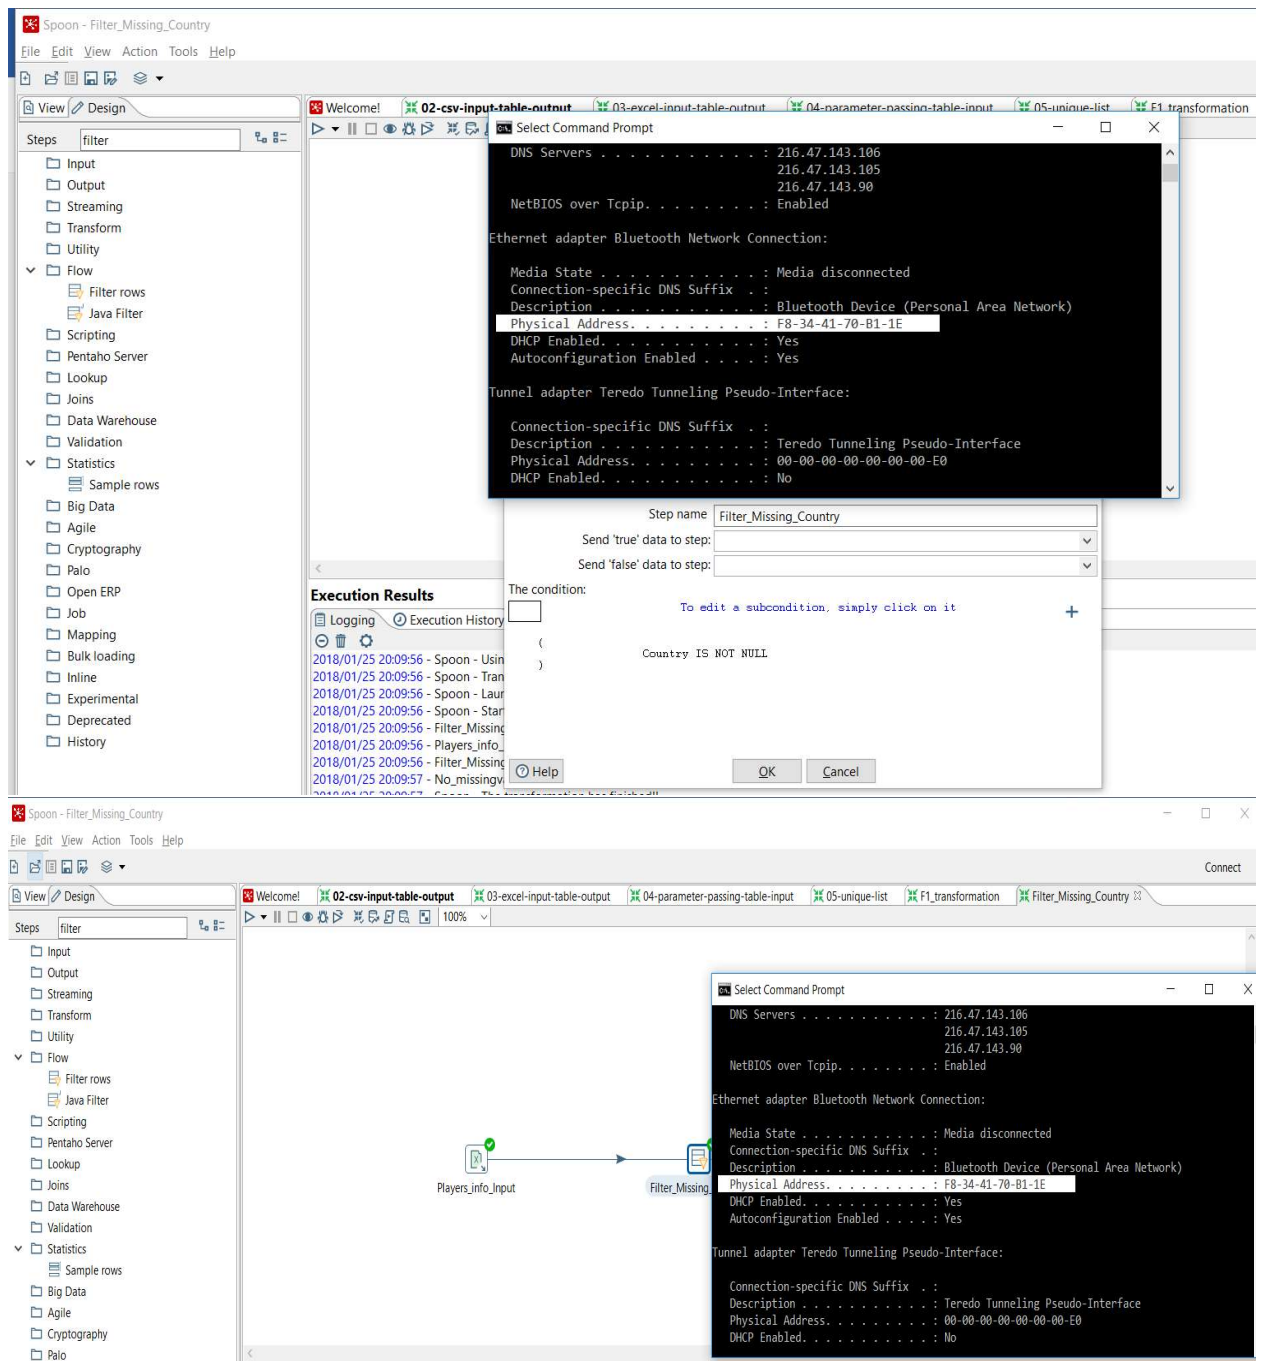 Spoon - Filter_Missing_Country
File Edit View Action Tools Help
View Design
Steps filter
Input
Output
Streaming
Transform
Utility
Flow
Filter rows
Java Filter
Scripting
Pentaho Server
Lookup
Joins
Data Warehouse
Validation
Statistics
Sample rows
Big Data
Agile
Cryptography
Palo
Open ERP
Job
Mapping
Bulk loading
Inline
Experimental
Deprecated
History
Welcome! 02-csv-input-table-output 03-excel-input-table-output 04-parameter-passing-table-input 05-unique-list F1_transformation
Select Command Prompt
DNS Servers . . . . . . . . . . . : 216.47.143.106
216.47.143.105
216.47.143.90
NetBIOS over Tcpip. . . . . . . . : Enabled
Ethernet adapter Bluetooth Network Connection:
Media State . . . . . . . . . . . : Media disconnected
Connection-specific DNS Suffix . :
Description . . . . . . . . . . . : Bluetooth Device (Personal Area Network)
Physical Address. . . . . . . . . : F8-34-41-70-B1-1E
DHCP Enabled. . . . . . . . . . . : Yes
Autoconfiguration Enabled . . . . : Yes
Tunnel adapter Teredo Tunneling Pseudo-Interface:
Connection-specific DNS Suffix . :
Description . . . . . . . . . . . : Teredo Tunneling Pseudo-Interface
Physical Address. . . . . . . . . : 00-00-00-00-00-00-00-E0
DHCP Enabled. . . . . . . . . . . : No
Step name Filter_Missing_Country
Send 'true' data to step:
Send 'false' data to step:
The condition:
To edit a subcondition, simply click on it
(
Country IS NOT NULL
)
Help OK Cancel
Execution Results
Logging Execution History
2018/01/25 20:09:56 - Spoon - Usin
2018/01/25 20:09:56 - Spoon - Tran
2018/01/25 20:09:56 - Spoon - Laun
2018/01/25 20:09:56 - Spoon - Star
2018/01/25 20:09:56 - Filter_Missing
2018/01/25 20:09:56 - Players_info_
2018/01/25 20:09:56 - Filter_Missing
2018/01/25 20:09:57 - No_missingv
2018/01/25 20:09:57 - Spoon - The transformation has finished!!
Spoon - Filter_Missing_Country
File Edit View Action Tools Help
Connect
View Design
Steps filter
Input
Output
Streaming
Transform
Utility
Flow
Filter rows
Java Filter
Scripting
Pentaho Server
Lookup
Joins
Data Warehouse
Validation
Statistics
Sample rows
Big Data
Agile
Cryptography
Palo
Welcome! 02-csv-input-table-output 03-excel-input-table-output 04-parameter-passing-table-input 05-unique-list F1_transformation Filter_Missing_Country
100%
Players_info_Input
Filter_Missing_
Select Command Prompt
DNS Servers . . . . . . . . . . . : 216.47.143.106
216.47.143.105
216.47.143.90
NetBIOS over Tcpip. . . . . . . . : Enabled
Ethernet adapter Bluetooth Network Connection:
Media State . . . . . . . . . . . : Media disconnected
Connection-specific DNS Suffix . :
Description . . . . . . . . . . . : Bluetooth Device (Personal Area Network)
Physical Address. . . . . . . . . : F8-34-41-70-B1-1E
DHCP Enabled. . . . . . . . . . . : Yes
Autoconfiguration Enabled . . . . : Yes
Tunnel adapter Teredo Tunneling Pseudo-Interface:
Connection-specific DNS Suffix . :
Description . . . . . . . . . . . : Teredo Tunneling Pseudo-Interface
Physical Address. . . . . . . . . : 00-00-00-00-00-00-00-E0
DHCP Enabled. . . . . . . . . . . : No